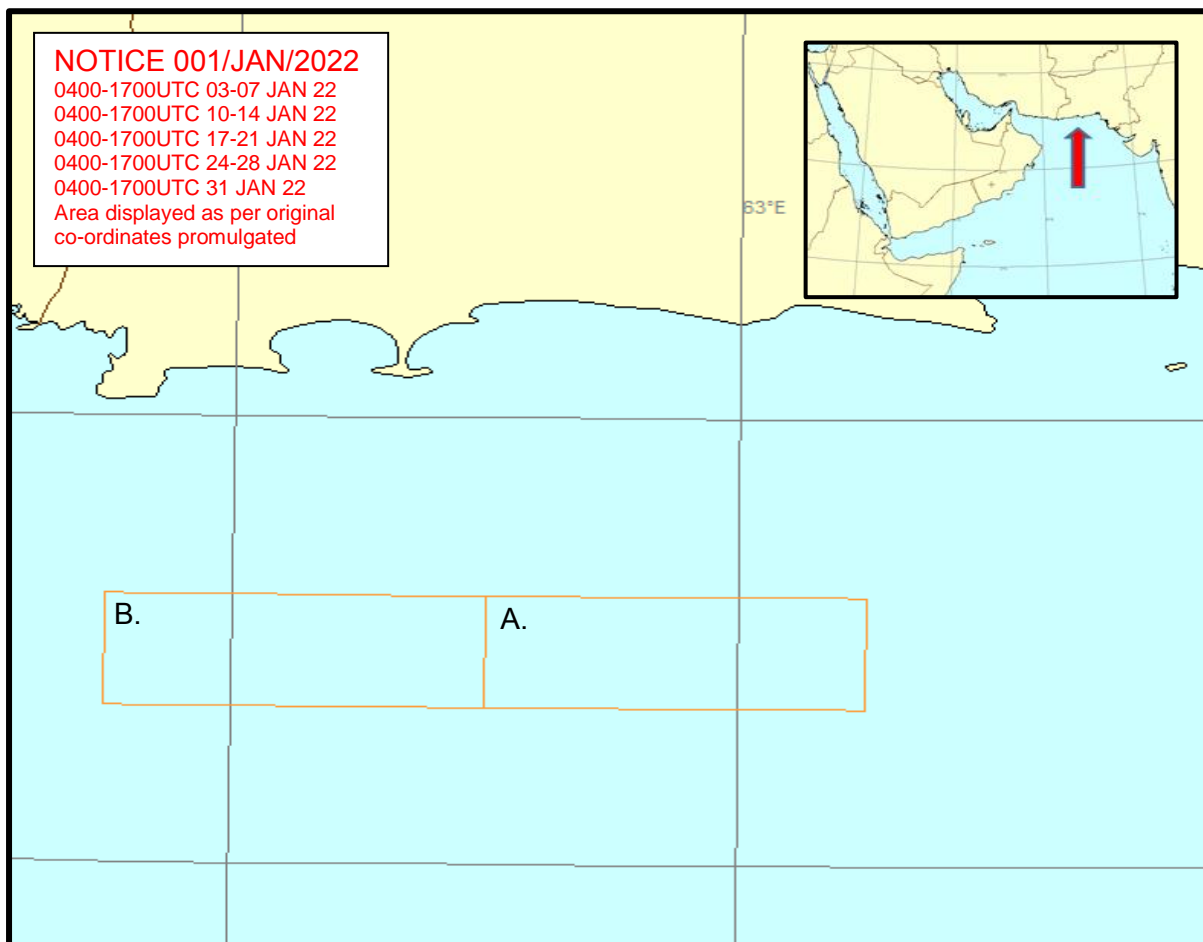 NOTICE 001/JAN/2022
0400-1700UTC 03-07 JAN 22
0400-1700UTC 10-14 JAN 22
0400-1700UTC 17-21 JAN 22
0400-1700UTC 24-28 JAN 22
0400-1700UTC 31 JAN 22
Area displayed as per original
co-ordinates promulgated
63°E
B.
A.